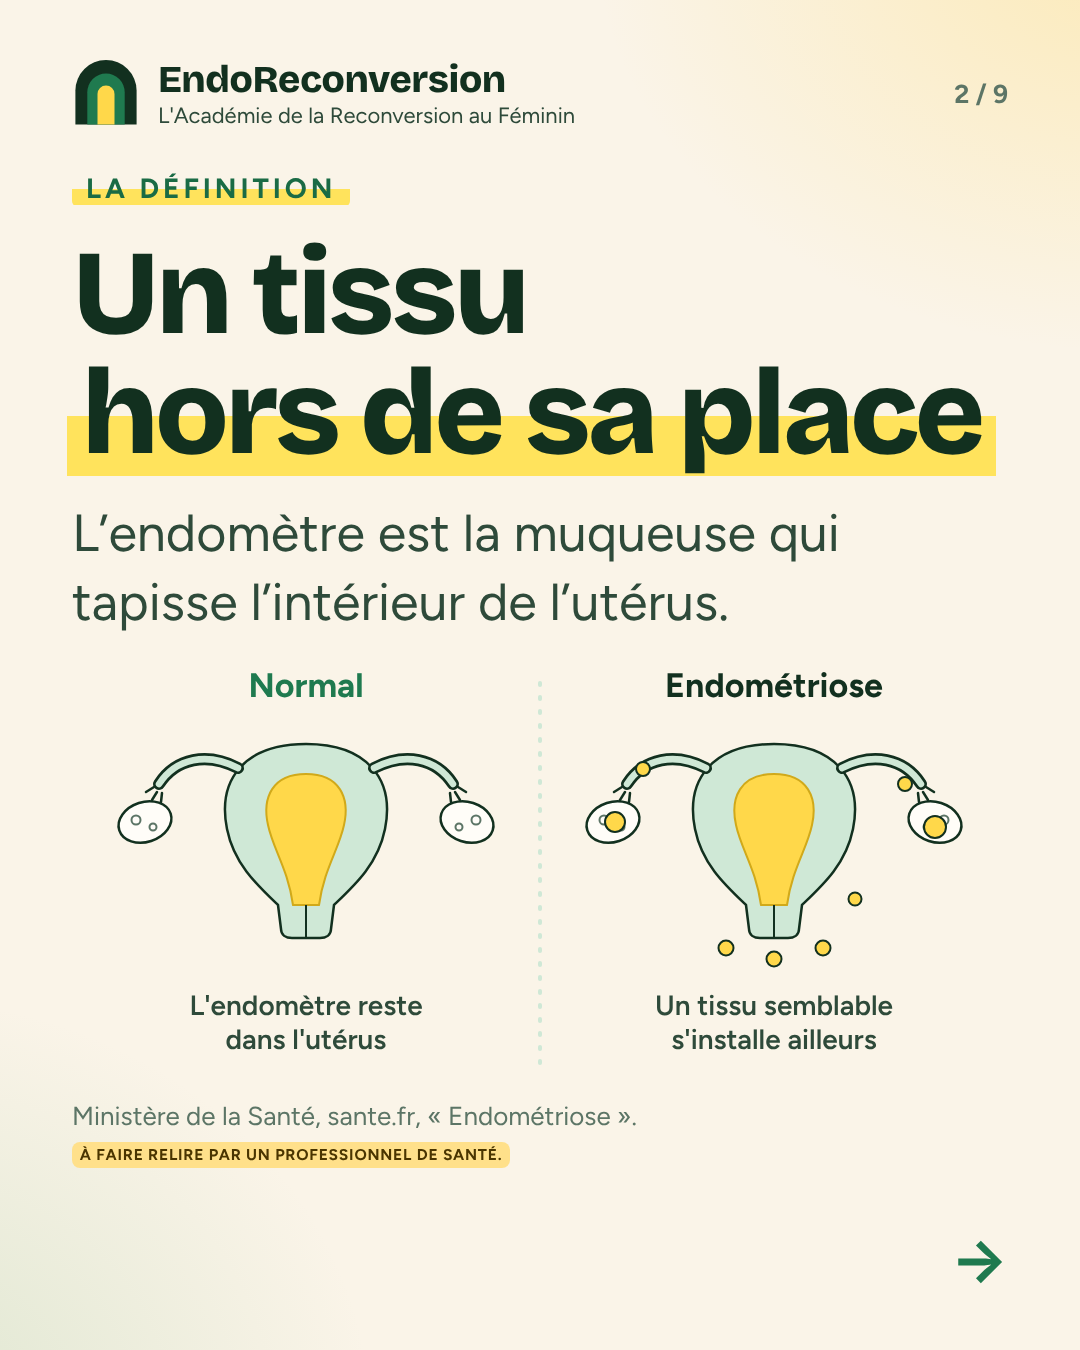 EndoReconversion
L'Académie de la Reconversion au Féminin
2 / 9
LA DÉFINITION
Un tissu
hors de sa place
L’endomètre est la muqueuse qui
tapisse l’intérieur de l’utérus.
Normal
Endométriose
L'endomètre reste
dans l'utérus
Un tissu semblable
s'installe ailleurs
Ministère de la Santé, sante.fr, « Endométriose ».
À FAIRE RELIRE PAR UN PROFESSIONNEL DE SANTÉ.